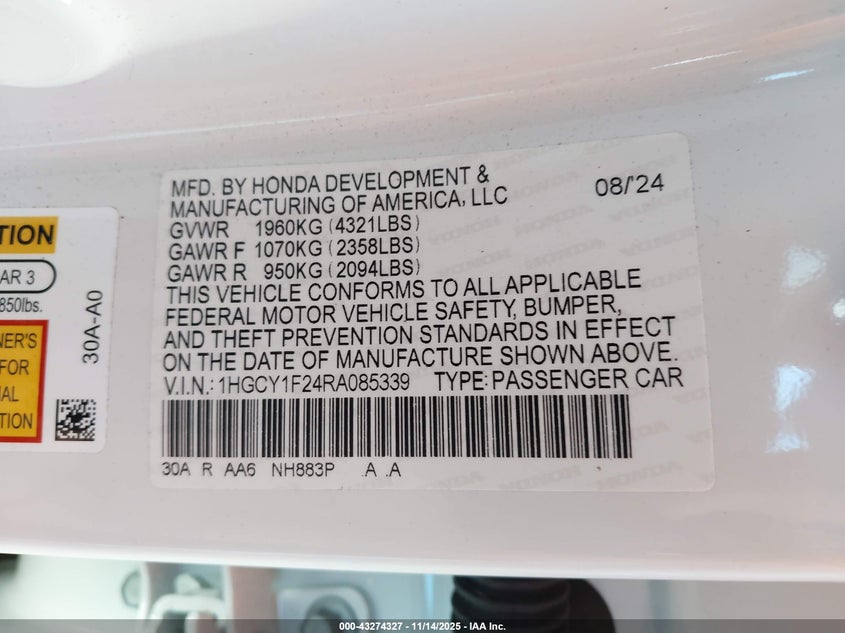 MFD. BY HONDA DEVELOPMENT &
MANUFACTURING OF AMERICA, LLC
08/'24
GVWR 1960KG (4321LBS)
GAWR F 1070KG (2358LBS)
GAWR R 950KG (2094LBS)
THIS VEHICLE CONFORMS TO ALL APPLICABLE
FEDERAL MOTOR VEHICLE SAFETY, BUMPER,
AND THEFT PREVENTION STANDARDS IN EFFECT
ON THE DATE OF MANUFACTURE SHOWN ABOVE.
V.I.N.: 1HGCY1F24RA085339 TYPE: PASSENGER CAR
30A R AA6 NH883P .A .A
TION
AR 3
850lbs.
NER'S
FOR
NAL
TION
30A-A0
HONDA
000-43274327 - 11/14/2025 - IAA Inc.